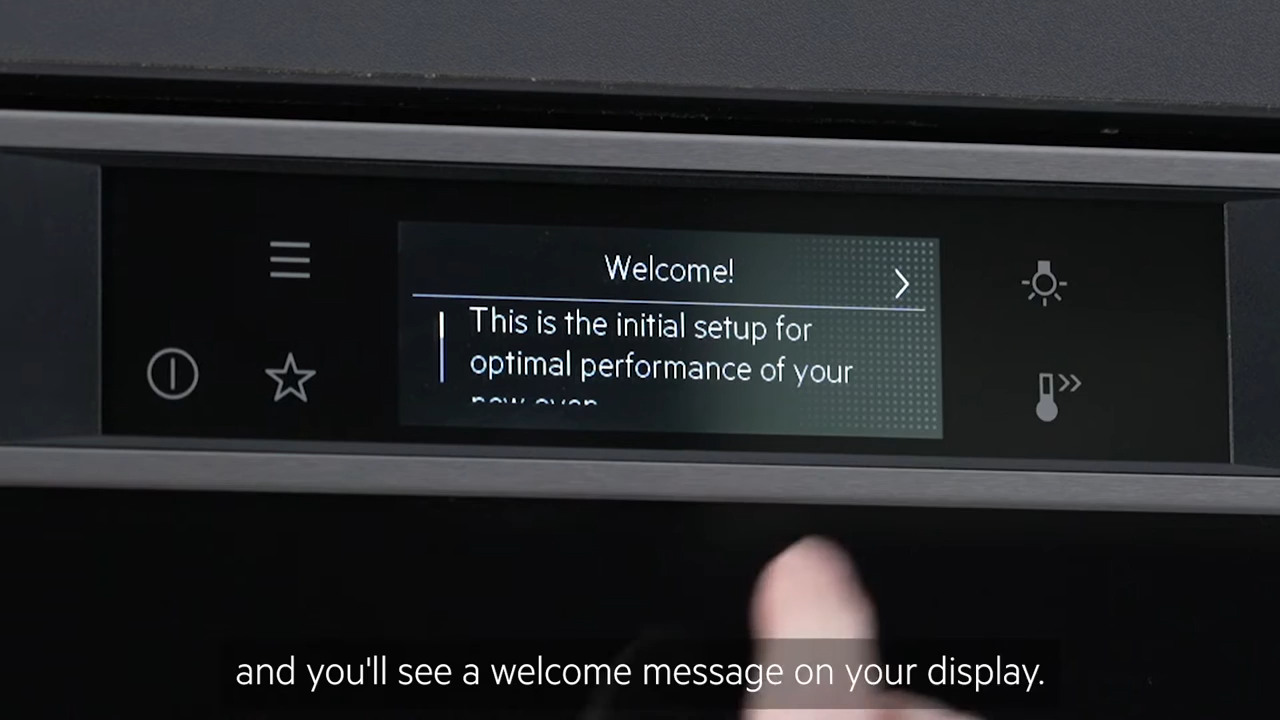 Welcome!
This is the initial setup for
optimal performance of your
and you'll see a welcome message on your display.